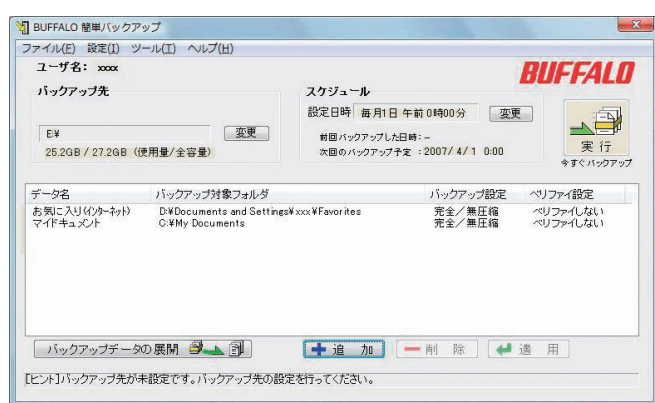 BUFFALO 簡単バックアップ
ファイル(F) 設定(I) ツール(T) ヘルプ(H)
ユーザ名: xxxx
BUFFALO
バックアップ先
スケジュール
設定日時 毎月1日 午前0時00分 変更
E:¥ 変更
前回バックアップした日時: -
25.2GB / 27.2GB (使用量/全容量)
次回のバックアップ予定 : 2007/ 4/ 1 0:00
実 行
今すぐバックアップ
データ名 バックアップ対象フォルダ バックアップ設定 ベリファイ設定
お気に入り(インターネット) D:¥Documents and Settings¥xxx¥Favorites 完全/無圧縮 ベリファイしない
マイドキュメント C:¥My Documents 完全/無圧縮 ベリファイしない
バックアップデータの展開 追 加 削 除 適 用
[ヒント]バックアップ先が未設定です。バックアップ先の設定を行ってください。